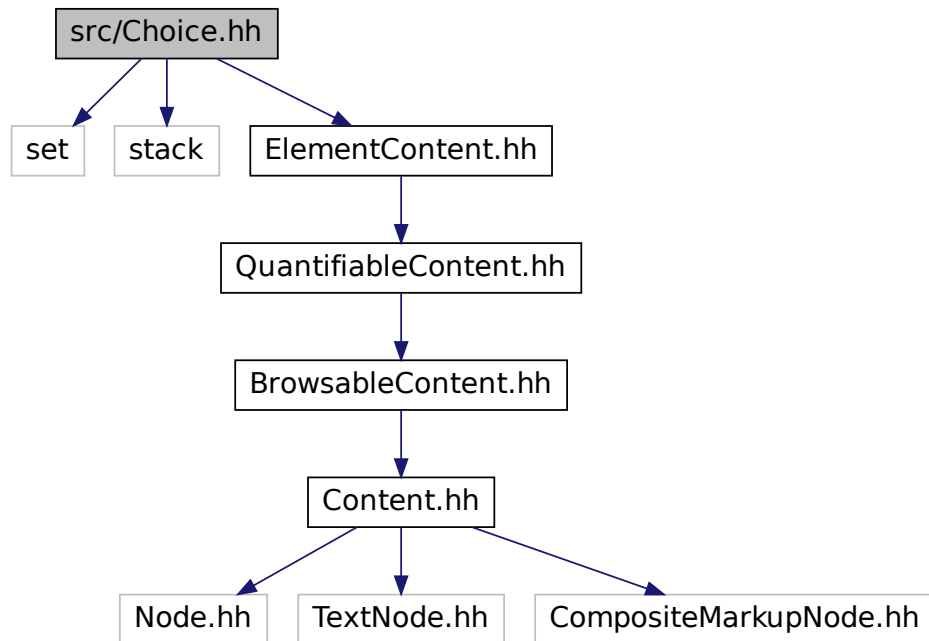 src/Choice.hh
set
stack
ElementContent.hh
QuantifiableContent.hh
BrowsableContent.hh
Content.hh
Node.hh
TextNode.hh
CompositeMarkupNode.hh